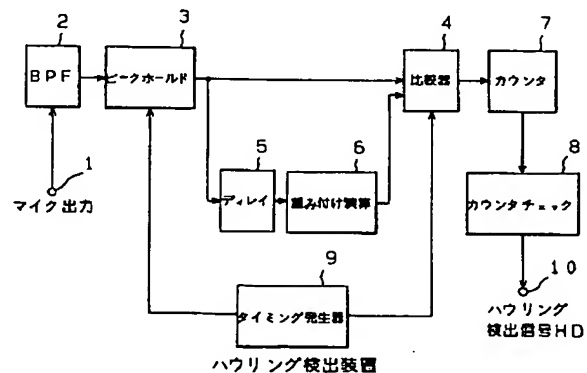 2
BPF
3
ピークホールド
4
比較器
7
カウンタ
1
マイク出力
5
ディレイ
6
重み付け演算
8
カウンタチェック
9
タイミング発生器
10
ハウリング
検出信号HD
ハウリング検出装置